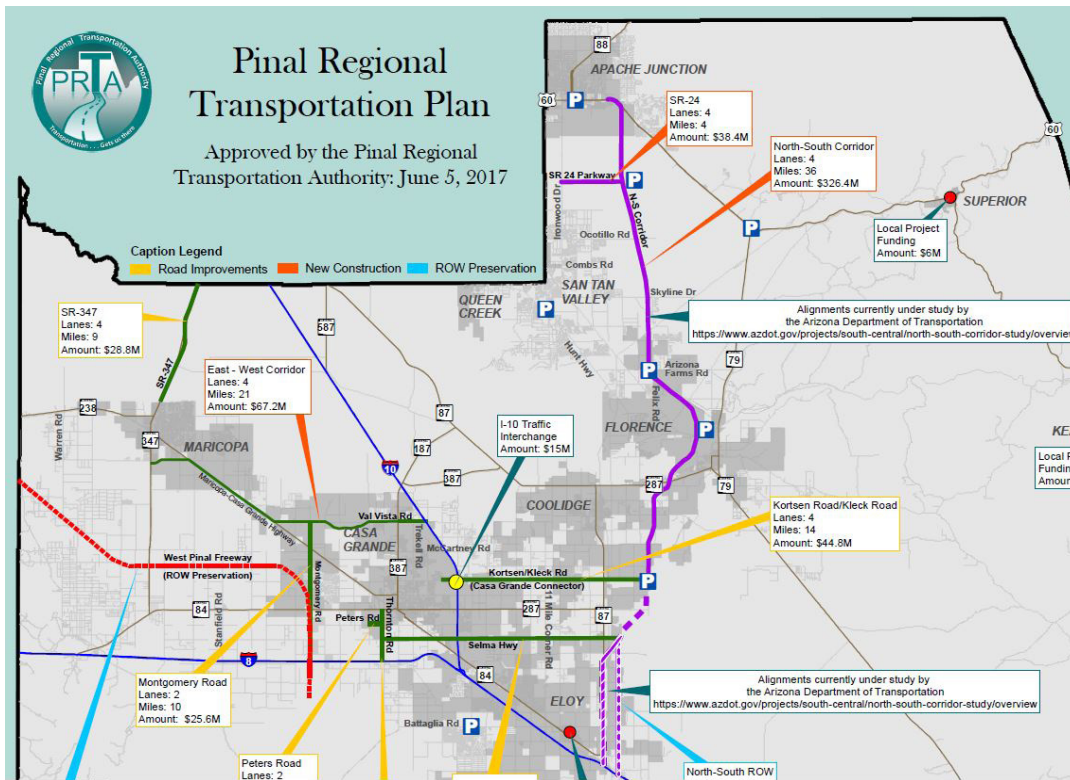 Pinal Regional Transportation Authority
PRTA
Transportation . . . Gets us there
Pinal Regional
Transportation Plan
Approved by the Pinal Regional
Transportation Authority: June 5, 2017
Caption Legend
Road Improvements
New Construction
ROW Preservation
88
APACHE JUNCTION
60
P
SR-24
Lanes: 4
Miles: 4
Amount: $38.4M
60
North-South Corridor
Lanes: 4
Miles: 36
Amount: $326.4M
SR 24 Parkway
P
Ironwood Dr
N-S Corridor
SUPERIOR
Ocotillo Rd
P
Local Project
Funding
Amount: $6M
Combs Rd
SAN TAN
VALLEY
Skyline Dr
QUEEN
CREEK
P
Alignments currently under study by
the Arizona Department of Transportation
https://www.azdot.gov/projects/south-central/north-south-corridor-study/overview
SR-347
Lanes: 4
Miles: 9
Amount: $28.8M
587
Hunt Hwy
79
SR-347
East - West Corridor
Lanes: 4
Miles: 21
Amount: $67.2M
P
Arizona
Farms Rd
Felix Rd
238
Warren Rd
87
347
MARICOPA
I-10 Traffic
Interchange
Amount: $15M
FLORENCE
P
187
10
387
Local P
Fundin
Amoun
287
79
COOLIDGE
Maricopa-Casa Grande Highway
Val Vista Rd
CASA
GRANDE
Trekell Rd
McCartney Rd
Kortsen Road/Kleck Road
Lanes: 4
Miles: 14
Amount: $44.8M
West Pinal Freeway
(ROW Preservation)
387
Kortsen/Kleck Rd
(Casa Grande Connector)
P
Montgomery Rd
84
Stanfield Rd
Peters Rd
Thornton Rd
287
11 Mile Corner Rd
87
Selma Hwy
8
84
Montgomery Road
Lanes: 2
Miles: 10
Amount: $25.6M
Alignments currently under study by
the Arizona Department of Transportation
https://www.azdot.gov/projects/south-central/north-south-corridor-study/overview
ELOY
Battaglia Rd
P
Peters Road
Lanes: 2
North-South ROW